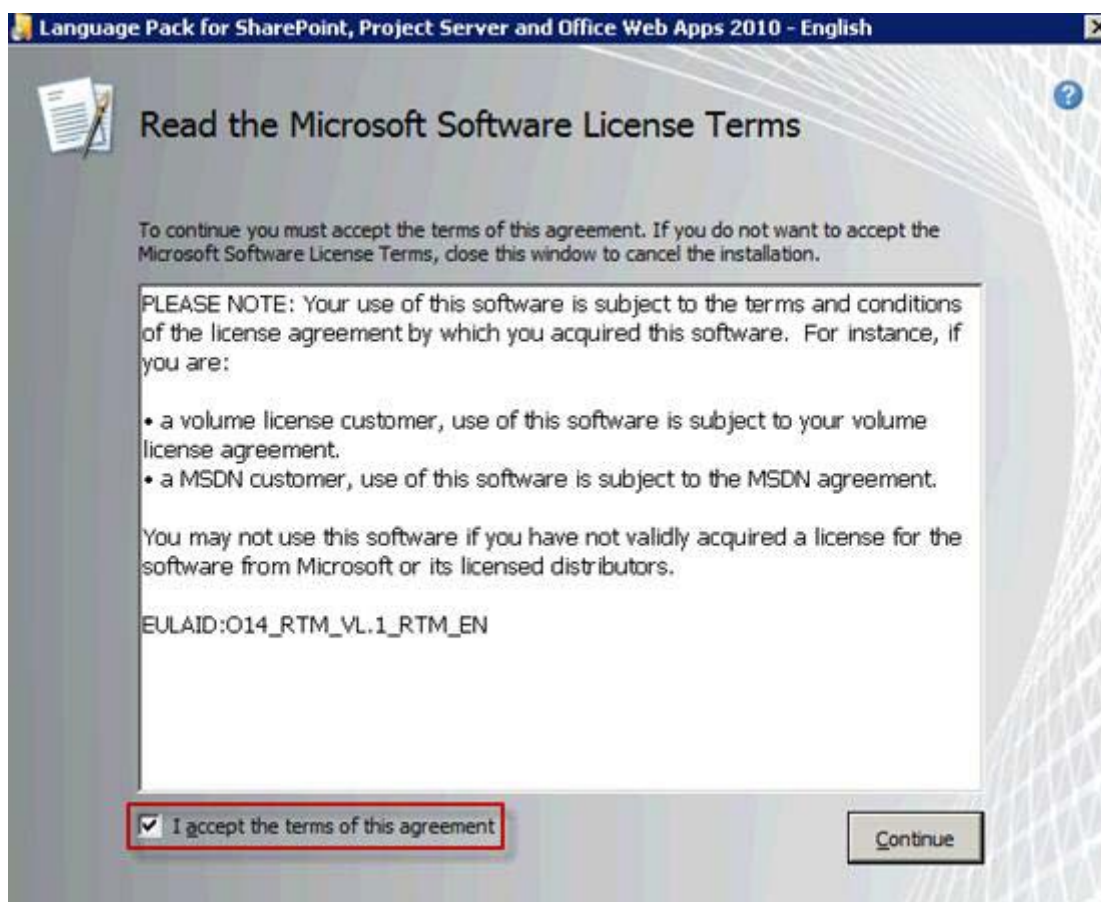 Language Pack for SharePoint, Project Server and Office Web Apps 2010 - English
Read the Microsoft Software License Terms
To continue you must accept the terms of this agreement. If you do not want to accept the
Microsoft Software License Terms, close this window to cancel the installation.
PLEASE NOTE: Your use of this software is subject to the terms and conditions
of the license agreement by which you acquired this software.  For instance, if
you are:
• a volume license customer, use of this software is subject to your volume
license agreement.
• a MSDN customer, use of this software is subject to the MSDN agreement.
You may not use this software if you have not validly acquired a license for the
software from Microsoft or its licensed distributors.
EULAID:O14_RTM_VL.1_RTM_EN
I accept the terms of this agreement
Continue